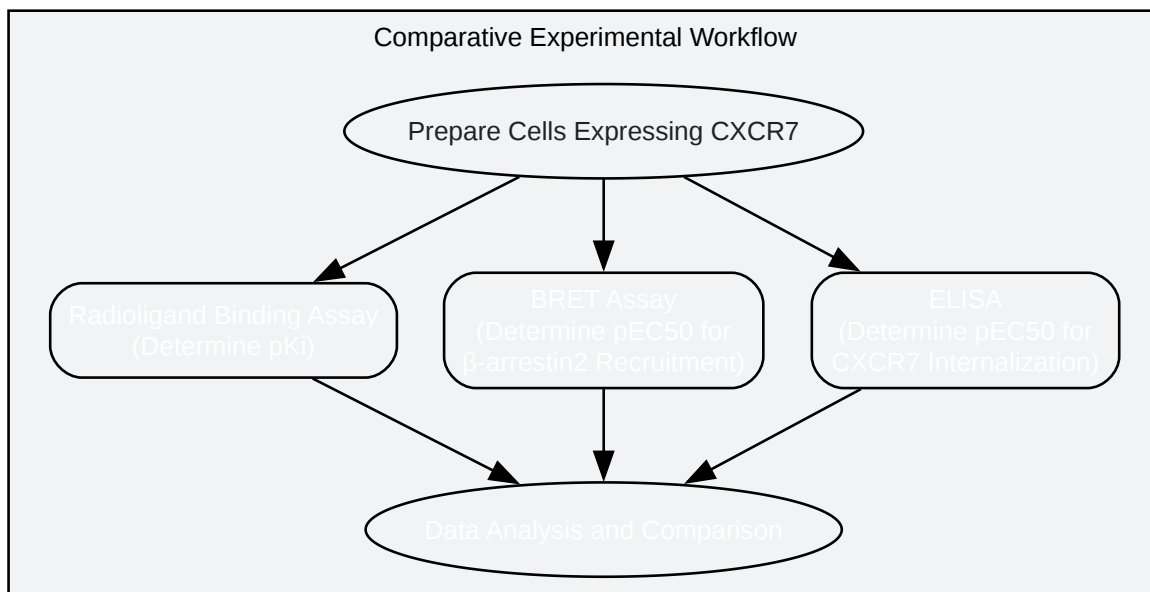 Comparative Experimental Workflow
Prepare Cells Expressing CXCR7
Radioligand Binding Assay
(Determine pKi)
BRET Assay
(Determine pEC50 for
β-arrestin2 Recruitment)
ELISA
(Determine pEC50 for
CXCR7 Internalization)
Data Analysis and Comparison